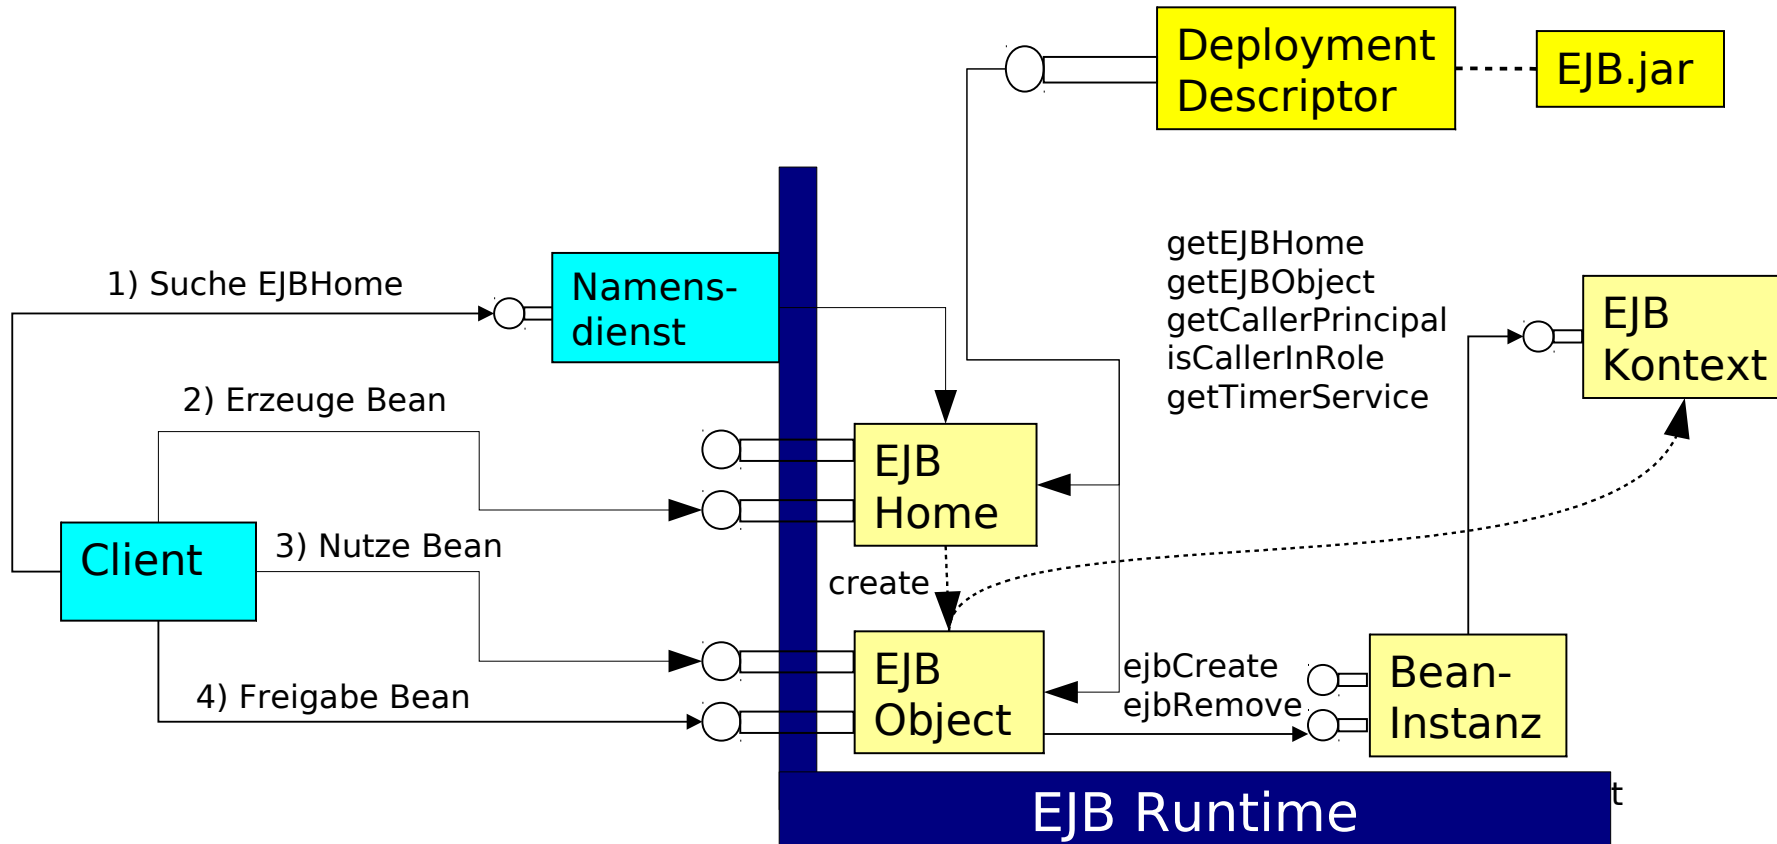 Deployment
Descriptor
EJB.jar
getEJBHome
getEJBObject
getCallerPrincipal
isCallerInRole
getTimerService
1) Suche EJBHome
Namens-
dienst
EJB
Kontext
2) Erzeuge Bean
EJB
Home
3) Nutze Bean
Client
create
4) Freigabe Bean
EJB
Object
ejbCreate
ejbRemove
Bean-
Instanz
t
EJB Runtime